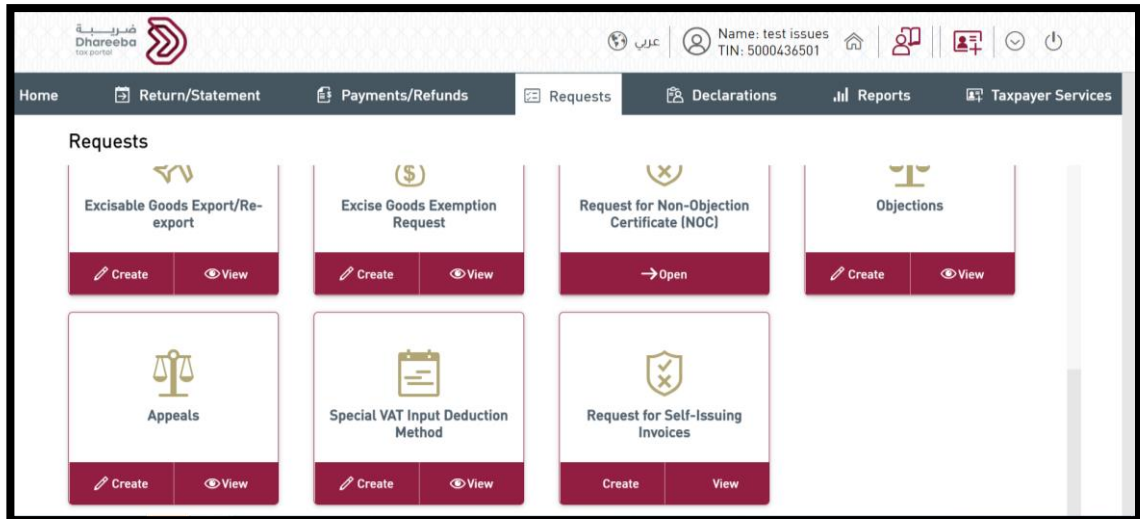 ضريبة
Dhareeba
tax portal
عربي
Name: test issues
TIN: 5000436501
Home
Return/Statement
Payments/Refunds
Requests
Declarations
Reports
Taxpayer Services
Requests
Excisable Goods Export/Re-
export
Create
View
Excise Goods Exemption
Request
Create
View
Request for Non-Objection
Certificate (NOC)
Open
Objections
Create
View
Appeals
Create
View
Special VAT Input Deduction
Method
Create
View
Request for Self-Issuing
Invoices
Create
View